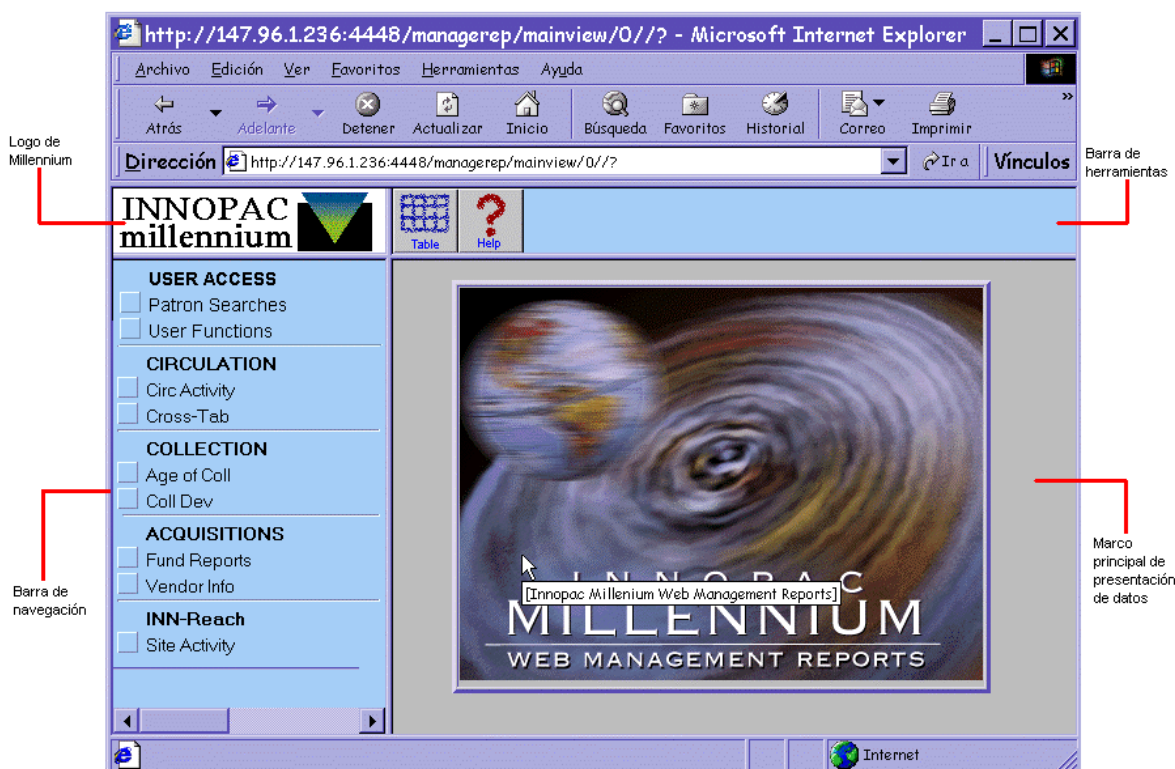 http://147.96.1.236:4448/managerep/mainview/0//? - Microsoft Internet Explorer
Archivo Edición Ver Favoritos Herramientas Ayuda
Atrás Adelante Detener Actualizar Inicio Búsqueda Favoritos Historial Correo Imprimir »
Dirección http://147.96.1.236:4448/managerep/mainview/0//? Ir a Vínculos
Logo de
Millennium
Barra de
herramientas
INNOPAC
millennium
Table Help
USER ACCESS
Patron Searches
User Functions
CIRCULATION
Circ Activity
Cross-Tab
COLLECTION
Age of Coll
Coll Dev
ACQUISITIONS
Fund Reports
Vendor Info
INN-Reach
Site Activity
Barra de
navegación
INNOPAC
[Innopac Millenium Web Management Reports]
MILLENNIUM
WEB MANAGEMENT REPORTS
Marco
principal de
presentación
de datos
Internet